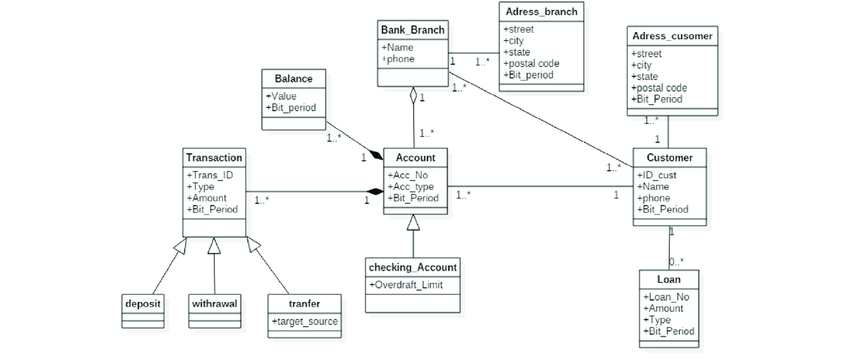 Adress_branch
+street
+city
+state
+postal code
+Bit_period
Bank_Branch
+Name
+phone
1
1..*
1
1..*
Adress_cusomer
+street
+city
+state
+postal code
+Bit_Period
1..*
1
Balance
+Value
+Bit_period
1..*
1
1..*
1..*
Transaction
+Trans_ID
+Type
+Amount
+Bit_Period
1..*
1
Account
+Acc_No
+Acc_type
+Bit_Period
1..*
1
Customer
+ID_cust
+Name
+phone
+Bit_Period
1
0..*
checking_Account
+Overdraft_Limit
deposit
withrawal
tranfer
+target_source
Loan
+Loan_No
+Amount
+Type
+Bit_Period